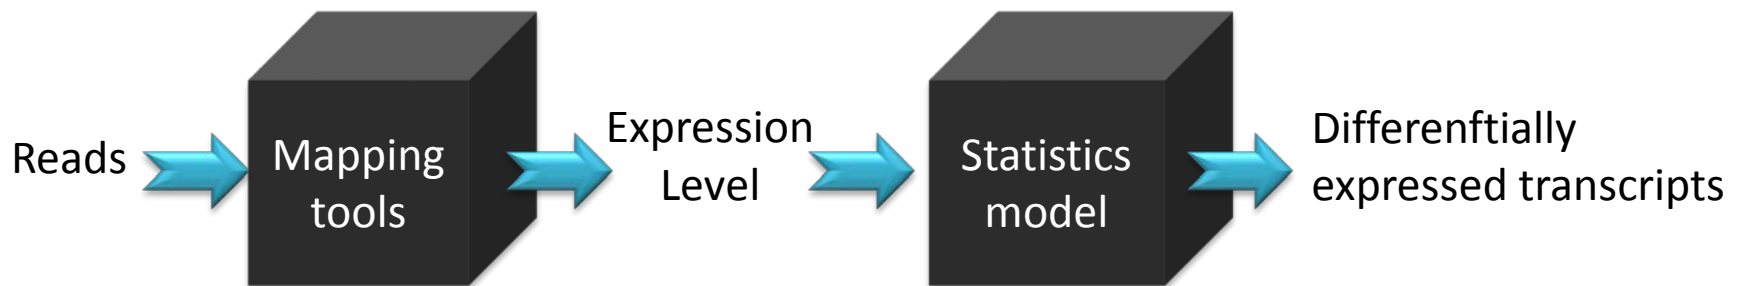 Reads
Mapping
tools
Expression
Level
Statistics
model
Differenftially
expressed transcripts